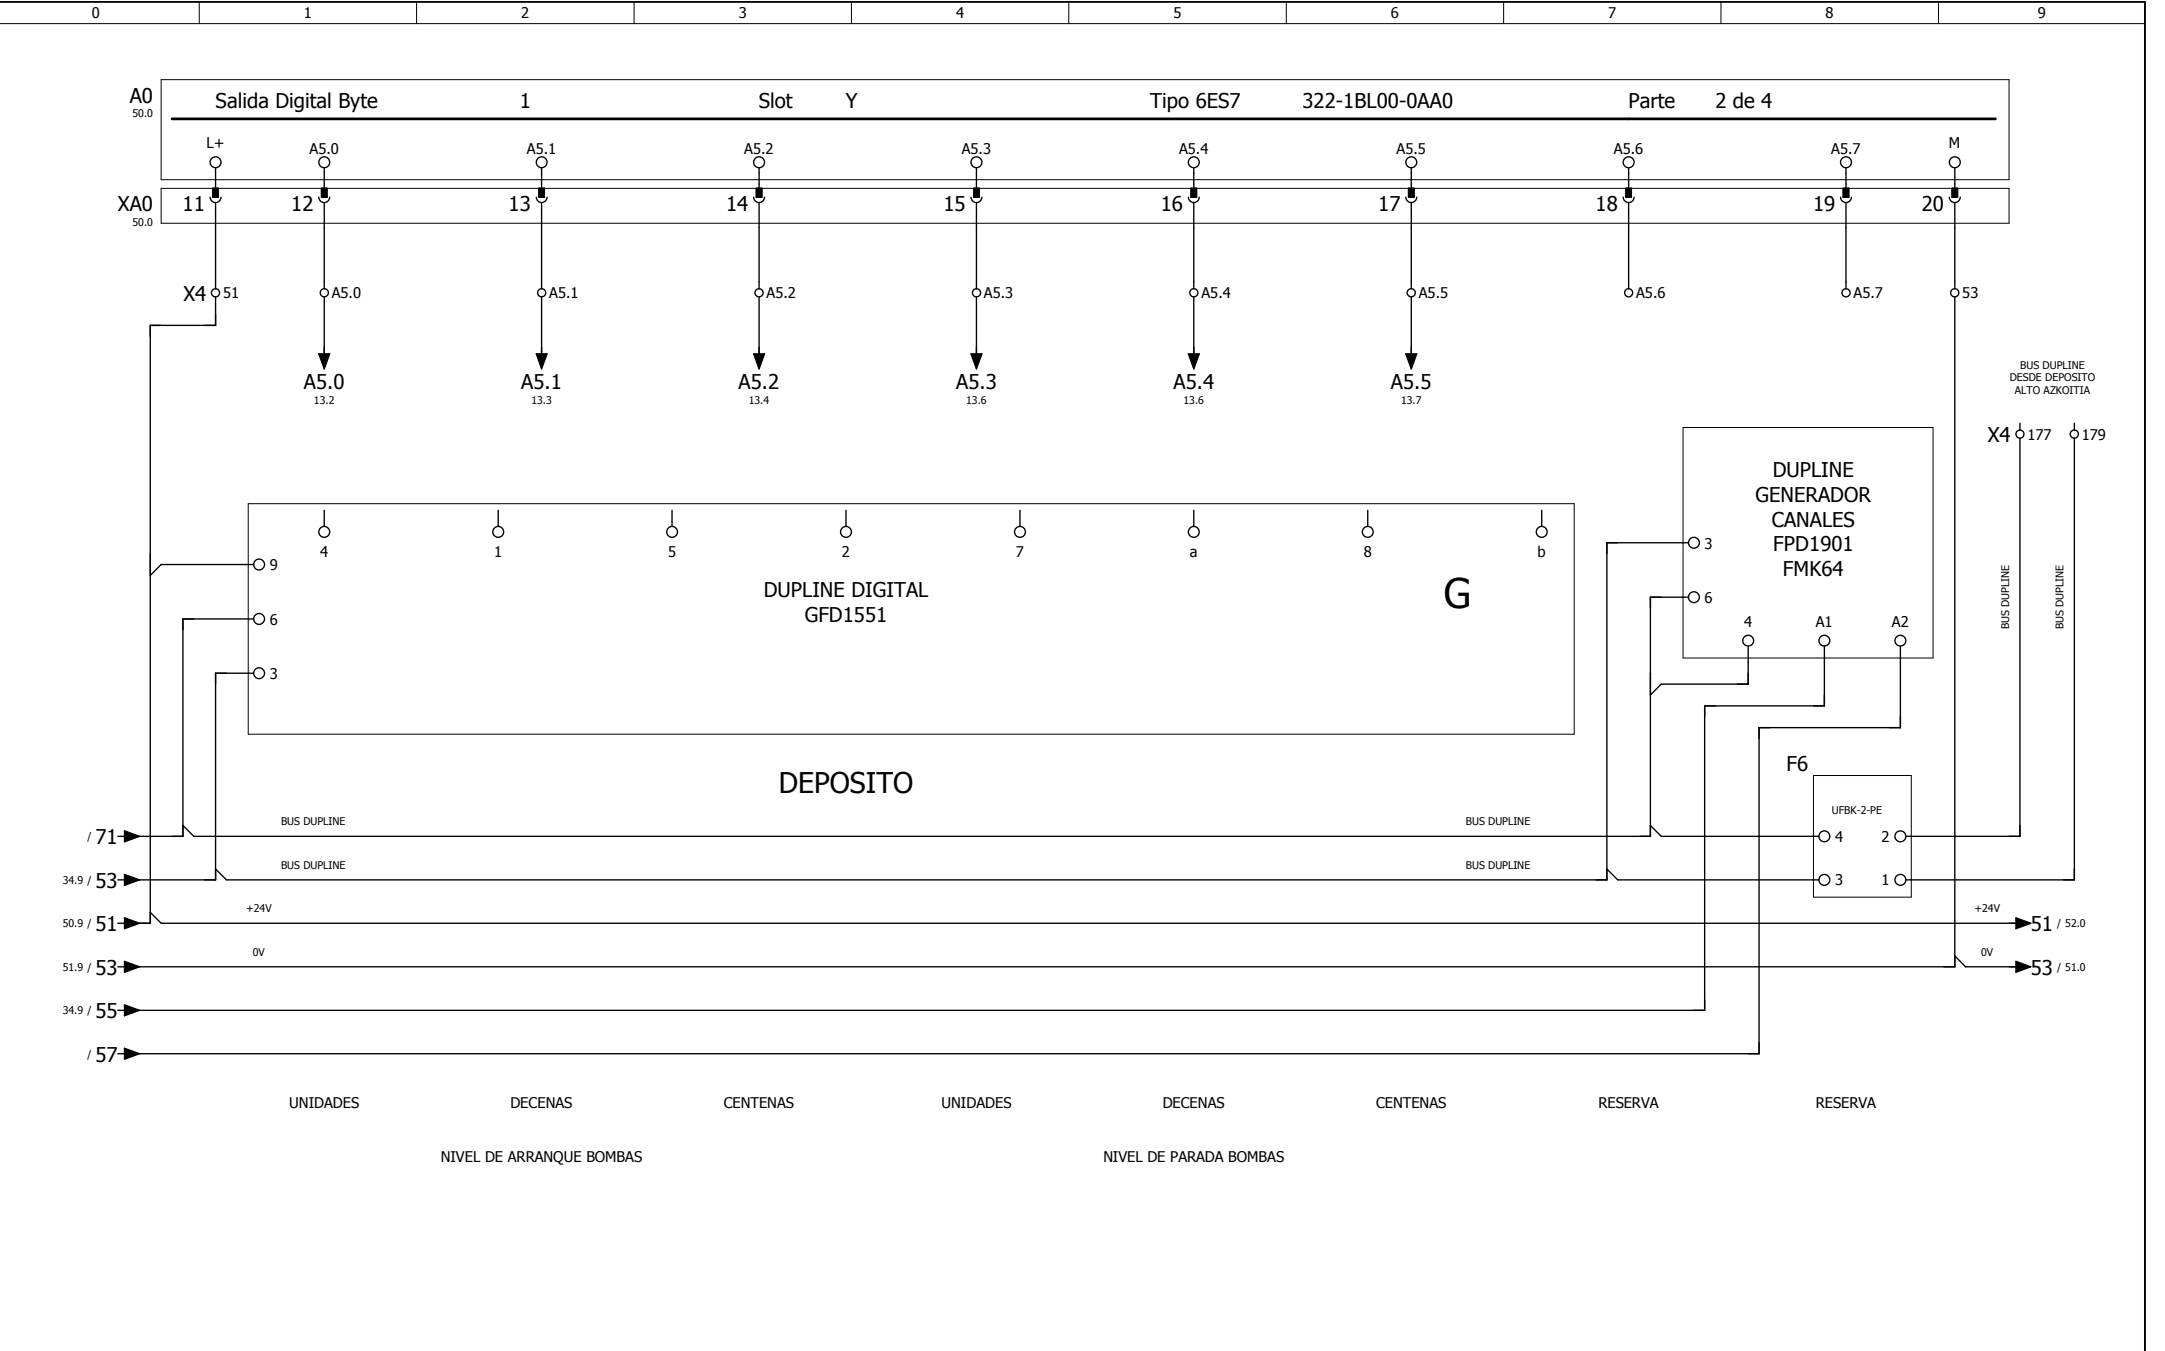 0 1 2 3 4 5 6 7 8 9
A0 Salida Digital Byte 1 Slot Y Tipo 6ES7 322-1BL00-0AA0 Parte 2 de 4
50.0
L+ A5.0 A5.1 A5.2 A5.3 A5.4 A5.5 A5.6 A5.7 M
XA0 11 12 13 14 15 16 17 18 19 20
50.0
X4 51 A5.0 A5.1 A5.2 A5.3 A5.4 A5.5 A5.6 A5.7 53
A5.0 A5.1 A5.2 A5.3 A5.4 A5.5
13.2 13.3 13.4 13.6 13.6 13.7
BUS DUPLINE
DESDE DEPOSITO
ALTO AZKOITIA
X4 177 179
BUS DUPLINE
BUS DUPLINE
DUPLINE
GENERADOR
CANALES
FPD1901
FMK64
3
6
4 A1 A2
4 1 5 2 7 a 8 b
9
6
3
DUPLINE DIGITAL
GFD1551
G
DEPOSITO
F6
UFBK-2-PE
4 2
3 1
/ 71 BUS DUPLINE BUS DUPLINE
34.9 / 53 BUS DUPLINE BUS DUPLINE
50.9 / 51 +24V +24V 51 / 52.0
51.9 / 53 0V 0V 53 / 51.0
34.9 / 55
/ 57
UNIDADES DECENAS CENTENAS UNIDADES DECENAS CENTENAS RESERVA RESERVA
NIVEL DE ARRANQUE BOMBAS NIVEL DE PARADA BOMBAS